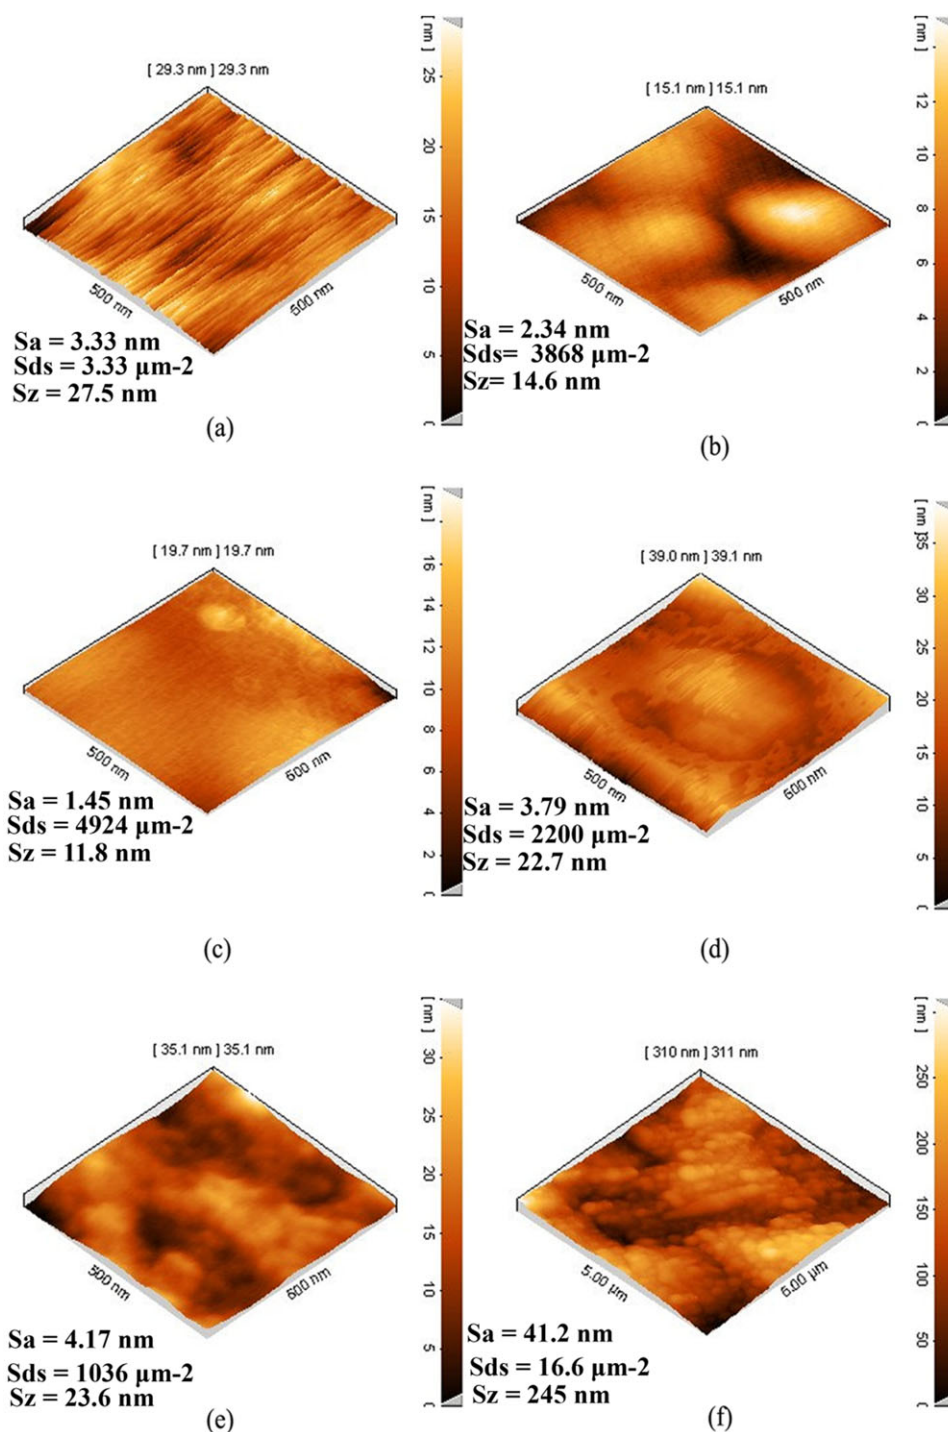 [ nm ]
25
20
15
10
5
0
[ 29.3 nm ] 29.3 nm
500 nm
500 nm
Sa = 3.33 nm
Sds = 3.33 µm-2
Sz = 27.5 nm
(a)
[ nm ]
12
10
8
6
4
2
0
[ 15.1 nm ] 15.1 nm
500 nm
500 nm
Sa = 2.34 nm
Sds= 3868 µm-2
Sz= 14.6 nm
(b)
[ nm ]
16
14
12
10
8
6
4
2
0
[ 19.7 nm ] 19.7 nm
500 nm
500 nm
Sa = 1.45 nm
Sds = 4924 µm-2
Sz = 11.8 nm
(c)
[ nm ]
35
30
25
20
15
10
5
0
[ 39.0 nm ] 39.1 nm
500 nm
500 nm
Sa = 3.79 nm
Sds = 2200 µm-2
Sz = 22.7 nm
(d)
[ nm ]
30
25
20
15
10
5
0
[ 35.1 nm ] 35.1 nm
500 nm
500 nm
Sa = 4.17 nm
Sds = 1036 µm-2
Sz = 23.6 nm
(e)
[ nm ]
250
200
150
100
50
0
[ 310 nm ] 311 nm
5.00 µm
5.00 µm
Sa = 41.2 nm
Sds = 16.6 µm-2
Sz = 245 nm
(f)